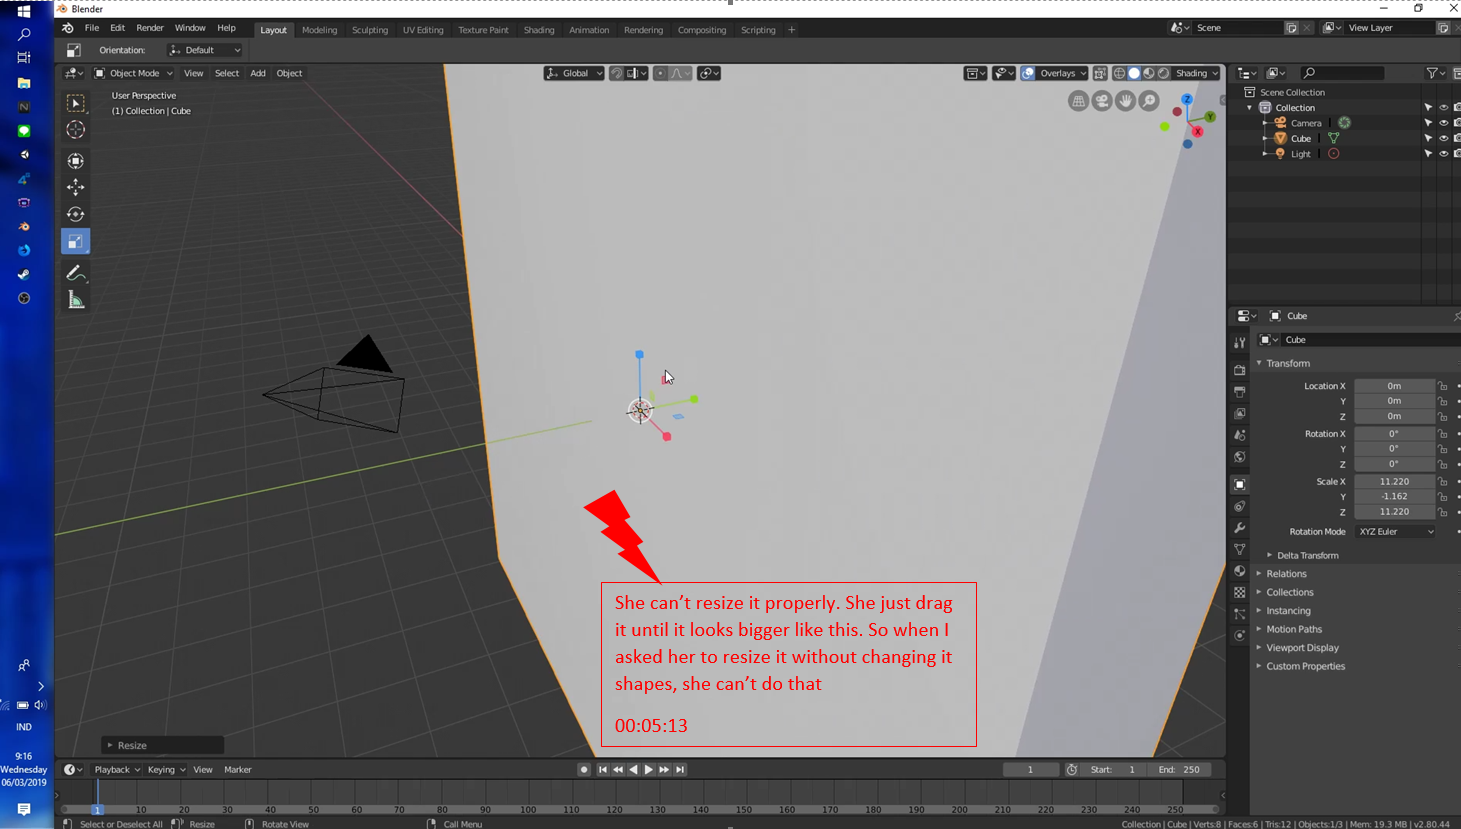 Blender
File Edit Render Window Help
Layout Modeling Sculpting UV Editing Texture Paint Shading Animation Rendering Compositing Scripting +
Scene
View Layer
Orientation: Default
Object Mode View Select Add Object
Global
Overlays
Shading
User Perspective
(1) Collection | Cube
Z
Y
X
Scene Collection
Collection
Camera
Cube
Light
Cube
Cube
Transform
Location X 0m
Y 0m
Z 0m
Rotation X 0°
Y 0°
Z 0°
Scale X 11.220
Y -1.162
Z 11.220
Rotation Mode XYZ Euler
Delta Transform
Relations
Collections
Instancing
Motion Paths
Viewport Display
Custom Properties
She can't resize it properly. She just drag
it until it looks bigger like this. So when I
asked her to resize it without changing it
shapes, she can't do that
00:05:13
Resize
IND
9:16
Wednesday
06/03/2019
Playback Keying View Marker
1 Start: 1 End: 250
1 10 20 30 40 50 60 70 80 90 100 110 120 130 140 150 160 170 180 190 200 210 220 230 240 250
Select or Deselect All Resize Rotate View Call Menu
Collection | Cube | Verts:8 | Faces:6 | Tris:12 | Objects:1/3 | Mem: 19.3 MB | v2.80.44